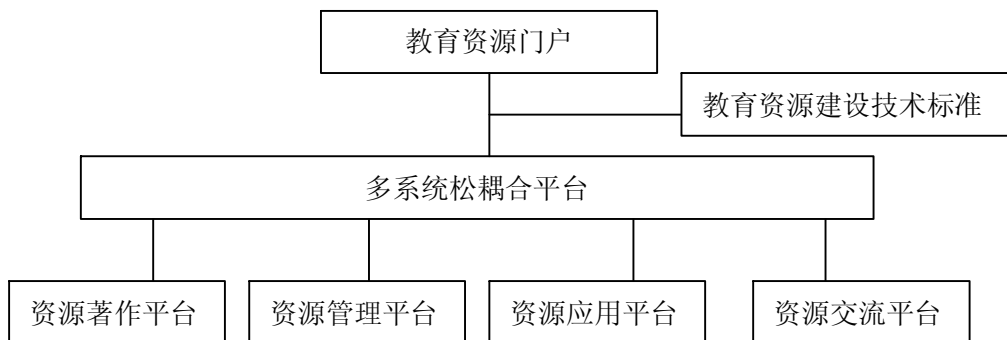 教育资源门户
教育资源建设技术标准
多系统松耦合平台
资源著作平台
资源管理平台
资源应用平台
资源交流平台